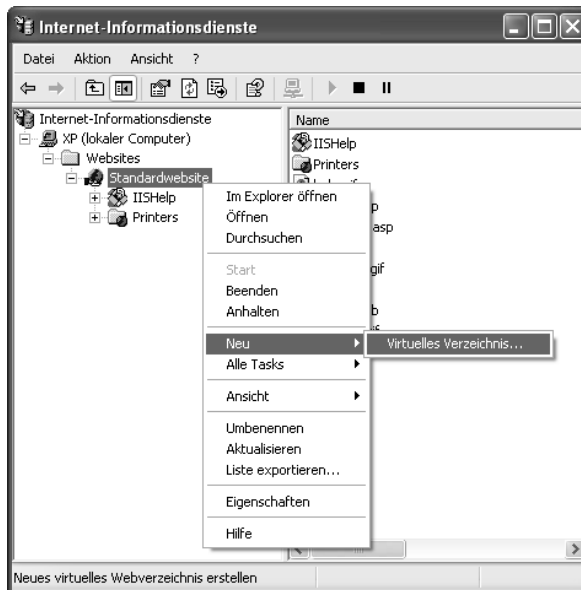 Internet-Informationsdienste
Datei Aktion Ansicht ?
Internet-Informationsdienste
XP (lokaler Computer)
Websites
Standardwebsite
IISHelp
Printers
Name
IISHelp
Printers
p
asp
gif
b
Im Explorer öffnen
Öffnen
Durchsuchen
Start
Beenden
Anhalten
Neu
Alle Tasks
Ansicht
Umbenennen
Aktualisieren
Liste exportieren...
Eigenschaften
Hilfe
Virtuelles Verzeichnis...
Neues virtuelles Webverzeichnis erstellen